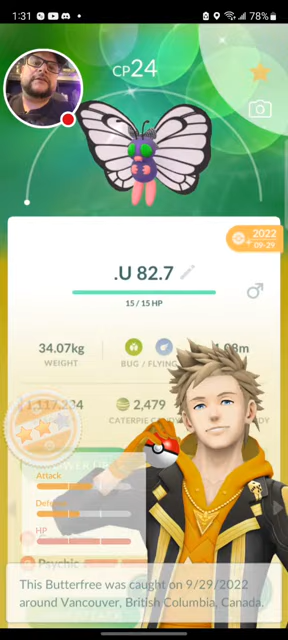 1:31
78%
CP24
2022
09-29
.U 82.7
15 / 15 HP
34.07kg
WEIGHT
BUG / FLYING
2,479
CATERPIE
Attack
HP
Psychic
This Butterfree was caught on 9/29/2022
around Vancouver, British Columbia, Canada.